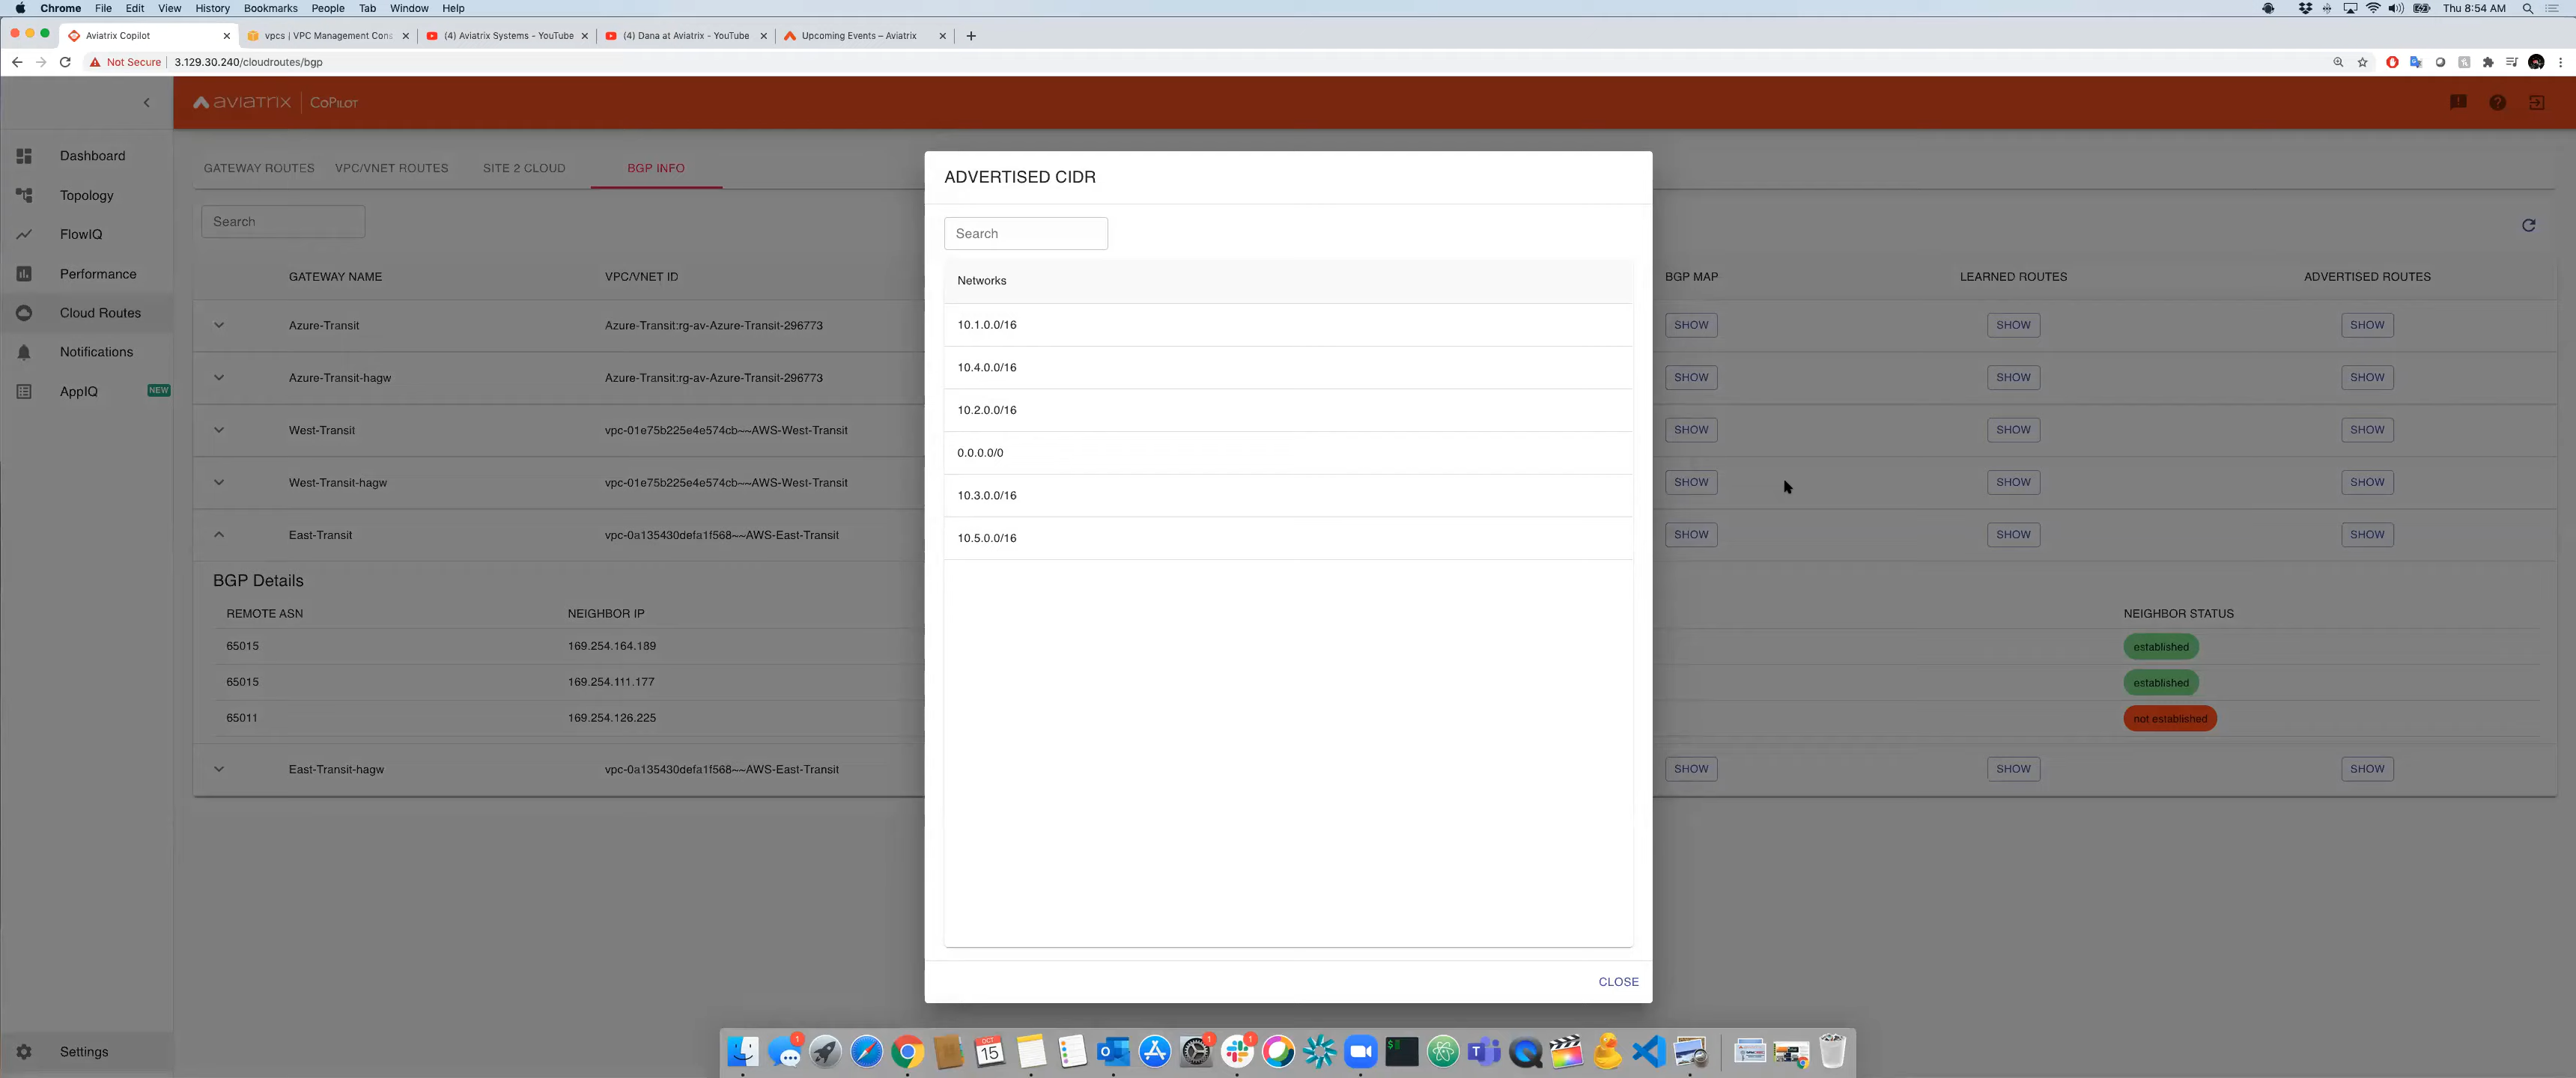 Chrome File Edit View History Bookmarks People Tab Window Help Thu 8:54 AM
Aviatrix Copilot
vpcs | VPC Management Cons
(4) Aviatrix Systems - YouTube
(4) Dana at Aviatrix - YouTube
Upcoming Events – Aviatrix
Not Secure 3.129.30.240/cloudroutes/bgp
aviatrix CoPilot
Dashboard
Topology
FlowIQ
Performance
Cloud Routes
Notifications
AppIQ NEW
Settings
GATEWAY ROUTES VPC/VNET ROUTES SITE 2 CLOUD BGP INFO
Search
GATEWAY NAME VPC/VNET ID BGP MAP LEARNED ROUTES ADVERTISED ROUTES
Azure-Transit Azure-Transit:rg-av-Azure-Transit-296773 SHOW SHOW SHOW
Azure-Transit-hagw Azure-Transit:rg-av-Azure-Transit-296773 SHOW SHOW SHOW
West-Transit vpc-01e75b225e4e574cb~~AWS-West-Transit SHOW SHOW SHOW
West-Transit-hagw vpc-01e75b225e4e574cb~~AWS-West-Transit SHOW SHOW SHOW
East-Transit vpc-0a135430defa1f568~~AWS-East-Transit SHOW SHOW SHOW
BGP Details
REMOTE ASN NEIGHBOR IP NEIGHBOR STATUS
65015 169.254.164.189 established
65015 169.254.111.177 established
65011 169.254.126.225 not established
East-Transit-hagw vpc-0a135430defa1f568~~AWS-East-Transit SHOW SHOW SHOW
ADVERTISED CIDR
Search
Networks
10.1.0.0/16
10.4.0.0/16
10.2.0.0/16
0.0.0.0/0
10.3.0.0/16
10.5.0.0/16
CLOSE
1
OCT
15
1
1